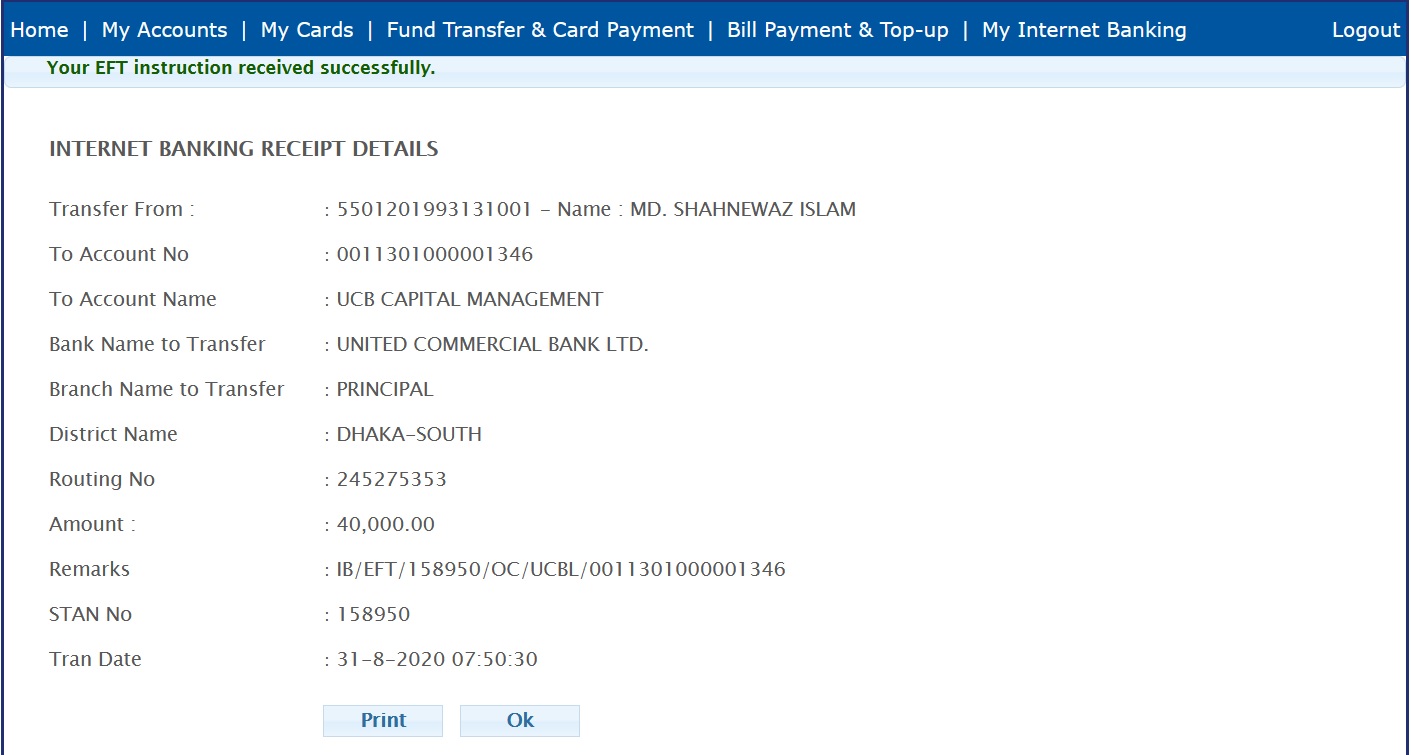 Home | My Accounts | My Cards | Fund Transfer & Card Payment | Bill Payment & Top-up | My Internet Banking Logout
Your EFT instruction received successfully.
INTERNET BANKING RECEIPT DETAILS
Transfer From : : 5501201993131001 - Name : MD. SHAHNEWAZ ISLAM
To Account No : 0011301000001346
To Account Name : UCB CAPITAL MANAGEMENT
Bank Name to Transfer : UNITED COMMERCIAL BANK LTD.
Branch Name to Transfer : PRINCIPAL
District Name : DHAKA-SOUTH
Routing No : 245275353
Amount : : 40,000.00
Remarks : IB/EFT/158950/OC/UCBL/0011301000001346
STAN No : 158950
Tran Date : 31-8-2020 07:50:30
Print Ok